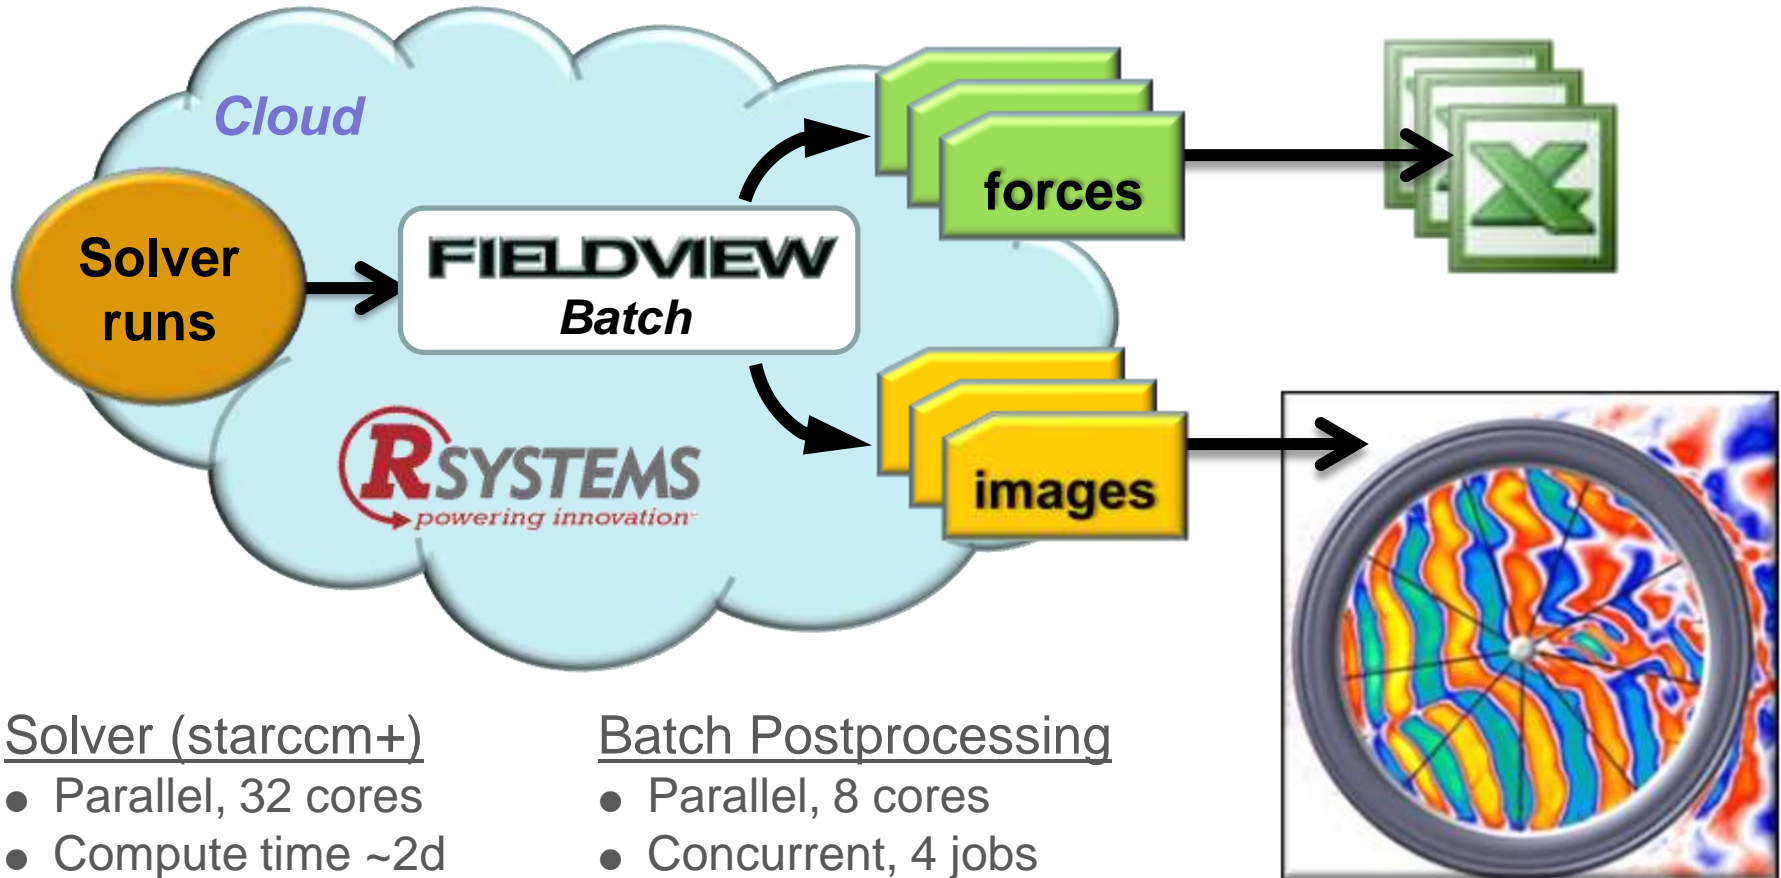 Cloud
Solver
runs
FIELDVIEW
Batch
forces
images
RSYSTEMS
powering innovation
Solver (starccm+)
● Parallel, 32 cores
● Compute time ~2d
Batch Postprocessing
● Parallel, 8 cores
● Concurrent, 4 jobs